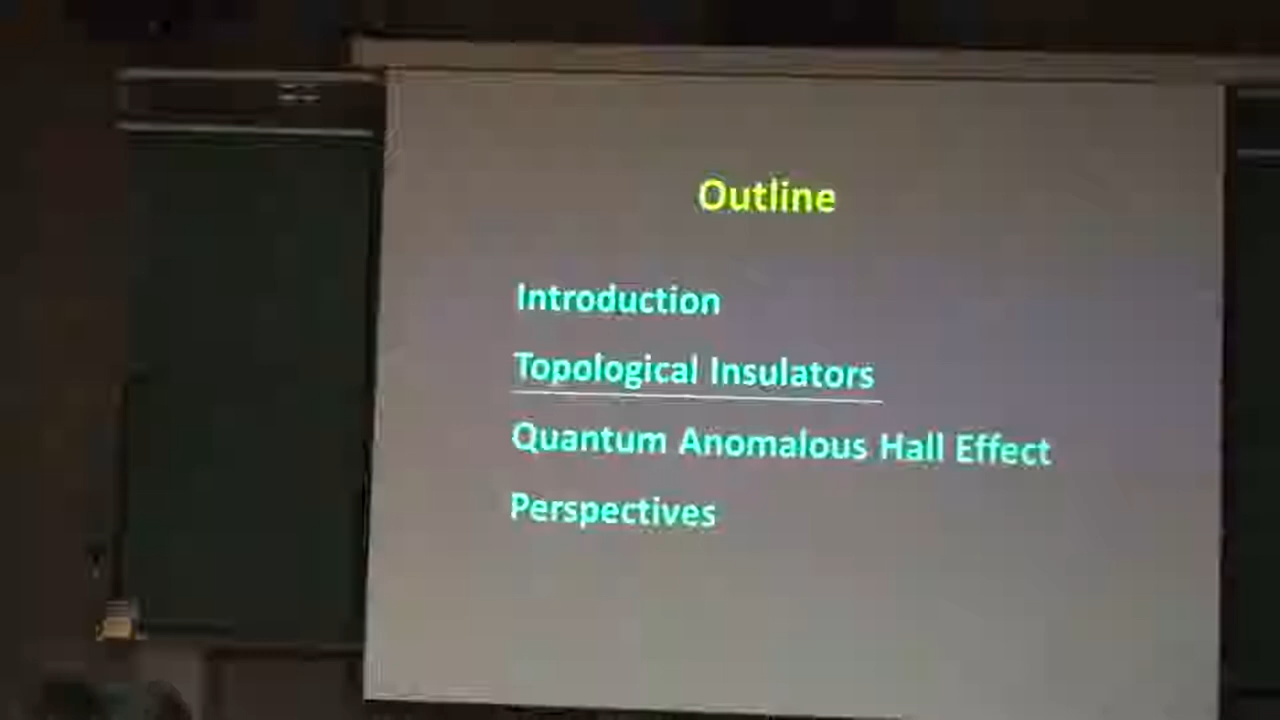 Outline
Introduction
Topological Insulators
Quantum Anomalous Hall Effect
Perspectives